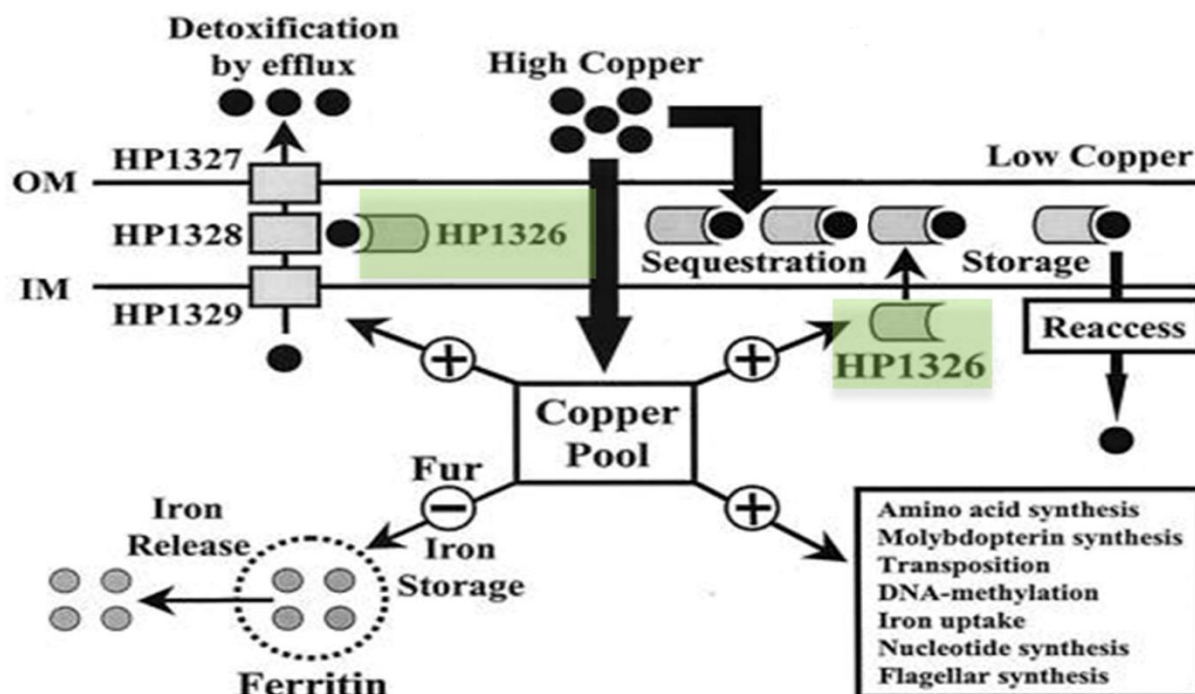 Detoxification
by efflux
High Copper
HP1327
Low Copper
OM
HP1328
HP1326
Sequestration
Storage
IM
HP1329
Reaccess
HP1326
Copper
Pool
Fur
Iron
Storage
Iron
Release
Ferritin
Amino acid synthesis
Molybdopterin synthesis
Transposition
DNA-methylation
Iron uptake
Nucleotide synthesis
Flagellar synthesis